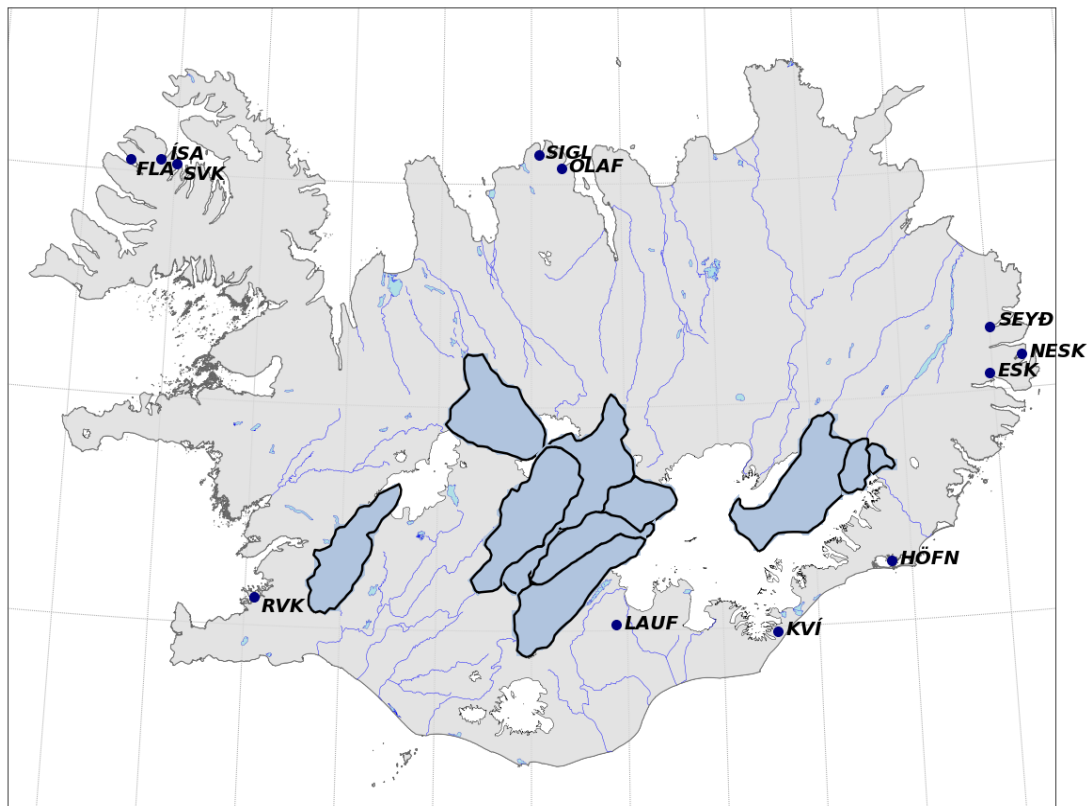 ÍSA
FLA
SVK
SIGL
ÓLAF
SEYÐ
NESK
ESK
HÖFN
RVK
LAUF
KVÍ